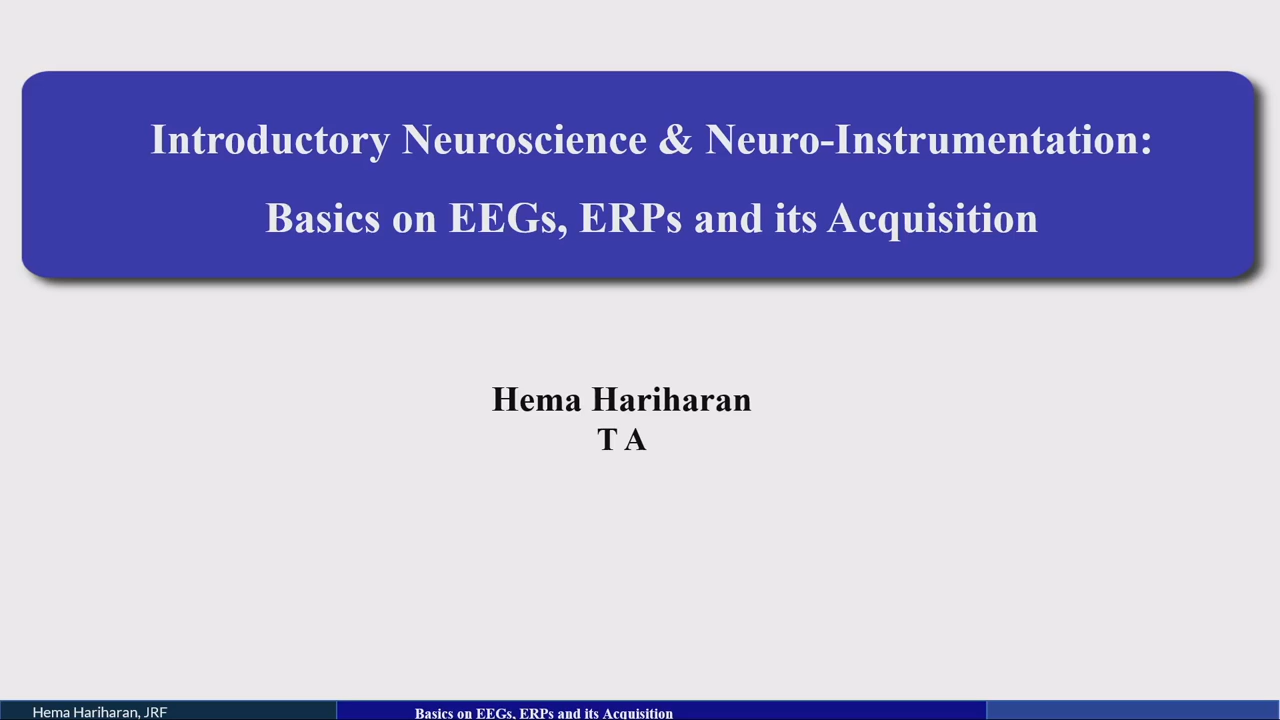 Introductory Neuroscience & Neuro-Instrumentation:
Basics on EEGs, ERPs and its Acquisition
Hema Hariharan
T A
Hema Hariharan, JRF
Basics on EEGs, ERPs and its Acquisition